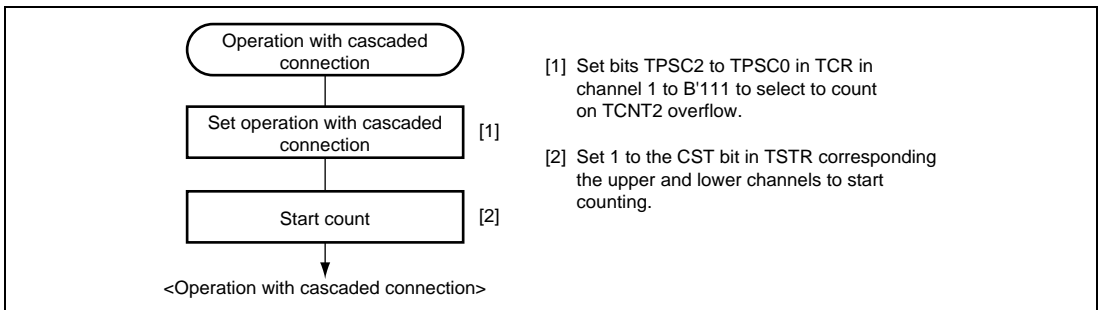 Operation with cascaded
connection
Set operation with cascaded
connection
[1]
Start count
[2]
<Operation with cascaded connection>
[1] Set bits TPSC2 to TPSC0 in TCR in
channel 1 to B'111 to select to count
on TCNT2 overflow.
[2] Set 1 to the CST bit in TSTR corresponding
the upper and lower channels to start
counting.